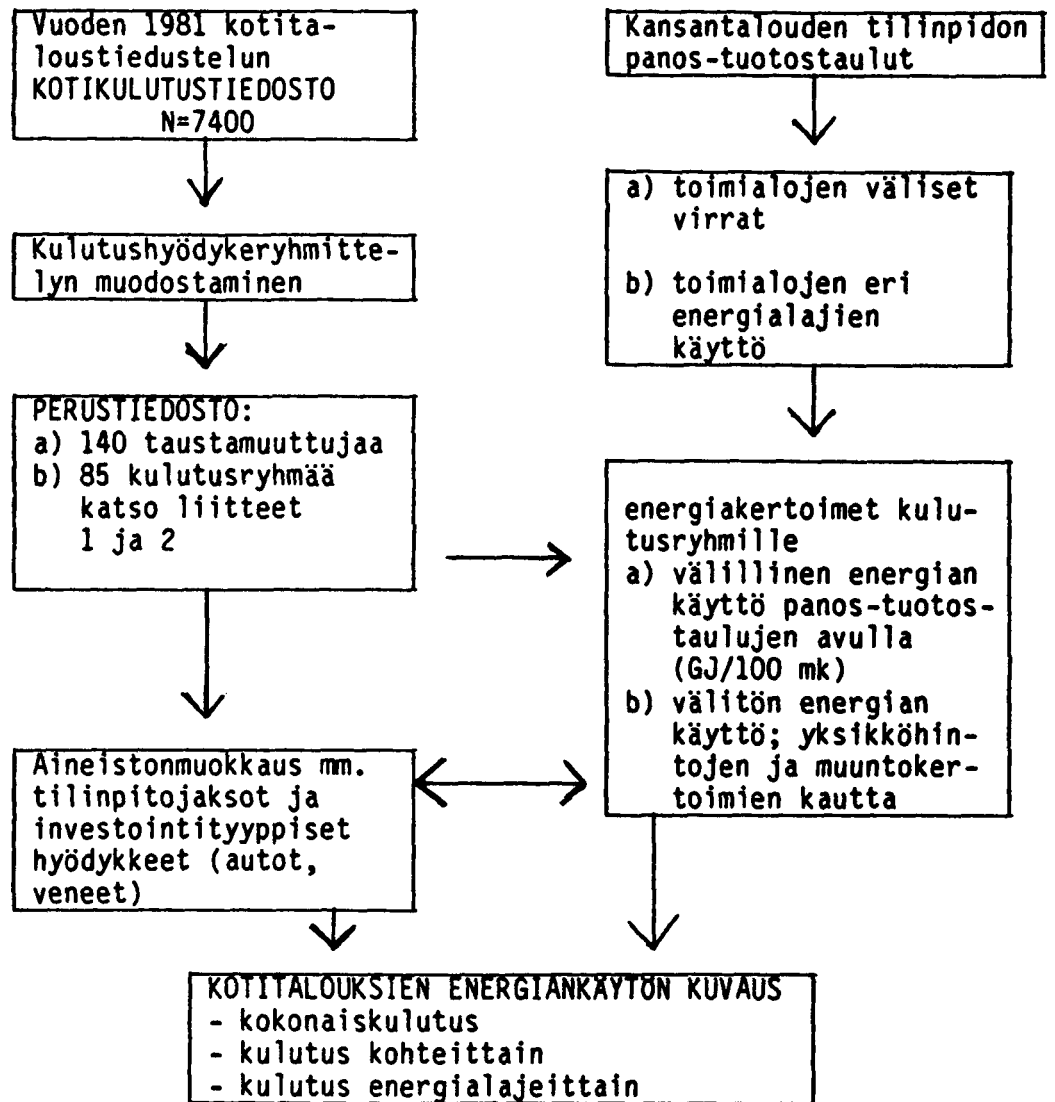 Vuoden 1981 kotita-
loustiedustelun
KOTIKULUTUSTIEDOSTO
N=7400
Kulutushyödykeryhmitte-
lyn muodostaminen
PERUSTIEDOSTO:
a) 140 taustamuuttujaa
b) 85 kulutusryhmää
katso liitteet
1 ja 2
Aineistonmuokkaus mm.
tilinpitojaksot ja
investointityyppiset
hyödykkeet (autot,
veneet)
Kansantalouden tilinpidon
panos-tuotostaulut
a) toimialojen väliset
virrat
b) toimialojen eri
energialajien
käyttö
energiakertoimet kulu-
tusryhmille
a) välillinen energian
käyttö panos-tuotos-
taulujen avulla
(GJ/100 mk)
b) välitön energian
käyttö; yksikköhin-
tojen ja muuntoker-
toimien kautta
KOTITALOUKSIEN ENERGIANKÄYTÖN KUVAUS
- kokonaiskulutus
- kulutus kohteittain
- kulutus energialajeittain